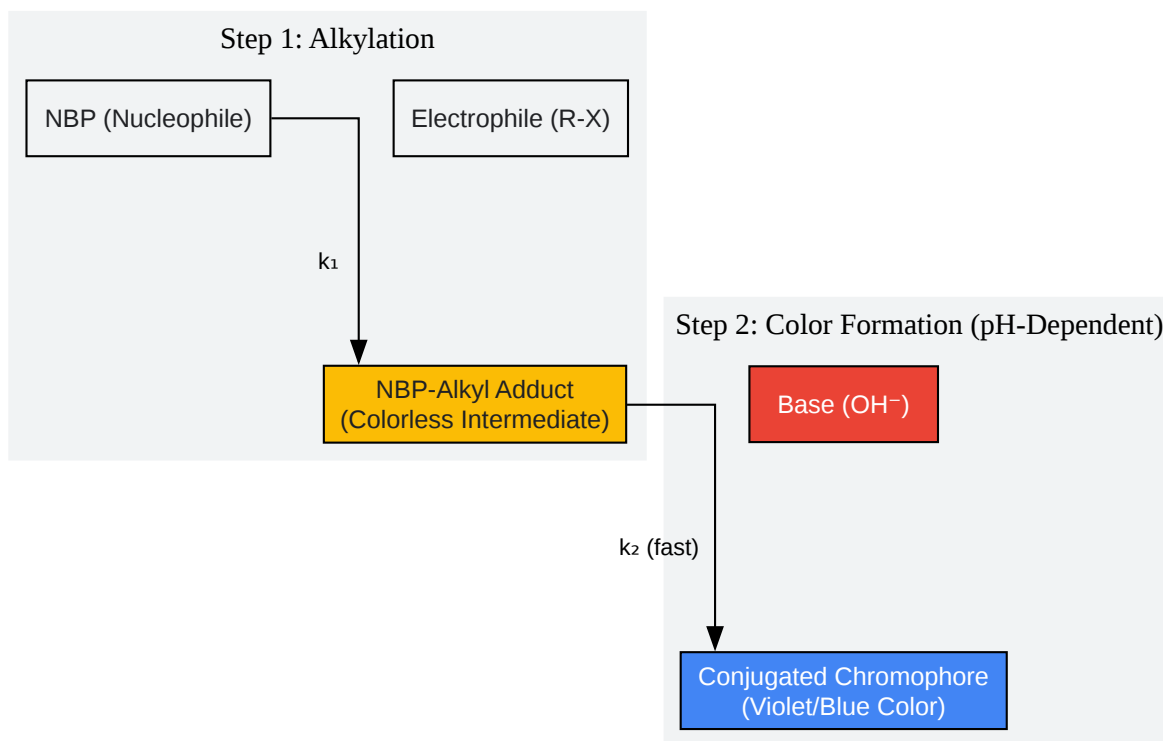 Step 1: Alkylation
NBP (Nucleophile)
Electrophile (R-X)
k₁
NBP-Alkyl Adduct
(Colorless Intermediate)
Step 2: Color Formation (pH-Dependent)
Base (OH⁻)
k₂ (fast)
Conjugated Chromophore
(Violet/Blue Color)